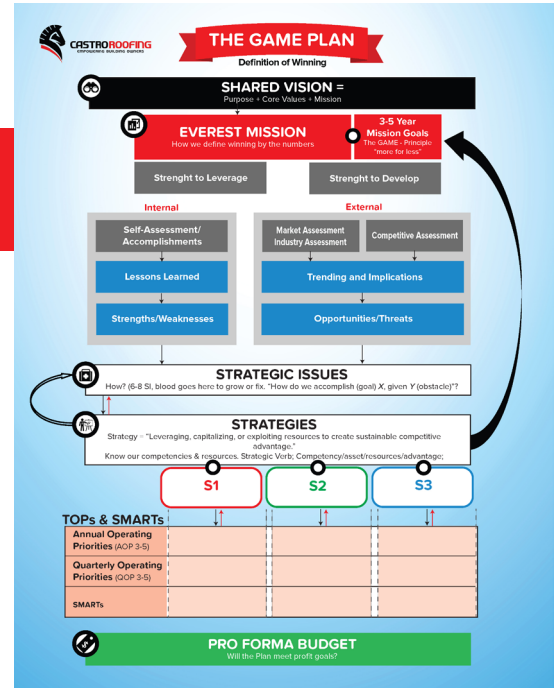 CASTROROOFING
EMPOWERING BUILDING OWNERS
THE GAME PLAN
Definition of Winning
SHARED VISION =
Purpose + Core Values + Mission
EVEREST MISSION
How we define winning by the numbers
3-5 Year
Mission Goals
The GAME - Principle
"more for less"
Strenght to Leverage
Strenght to Develop
Internal
External
Self-Assessment/
Accomplishments
Market Assessment
Industry Assessment
Competitive Assessment
Lessons Learned
Trending and Implications
Strengths/Weaknesses
Opportunities/Threats
STRATEGIC ISSUES
How? (6-8 SI, blood goes here to grow or fix. "How do we accomplish (goal) X, given Y (obstacle)"?
STRATEGIES
Strategy = "Leveraging, capitalizing, or exploiting resources to create sustainable competitive
advantage."
Know our competencies & resources. Strategic Verb; Competency/asset/resources/advantage;
S1
S2
S3
TOPs & SMARTs
Annual Operating
Priorities (AOP 3-5)
Quarterly Operating
Priorities (QOP 3-5)
SMARTs
PRO FORMA BUDGET
Will the Plan meet profit goals?